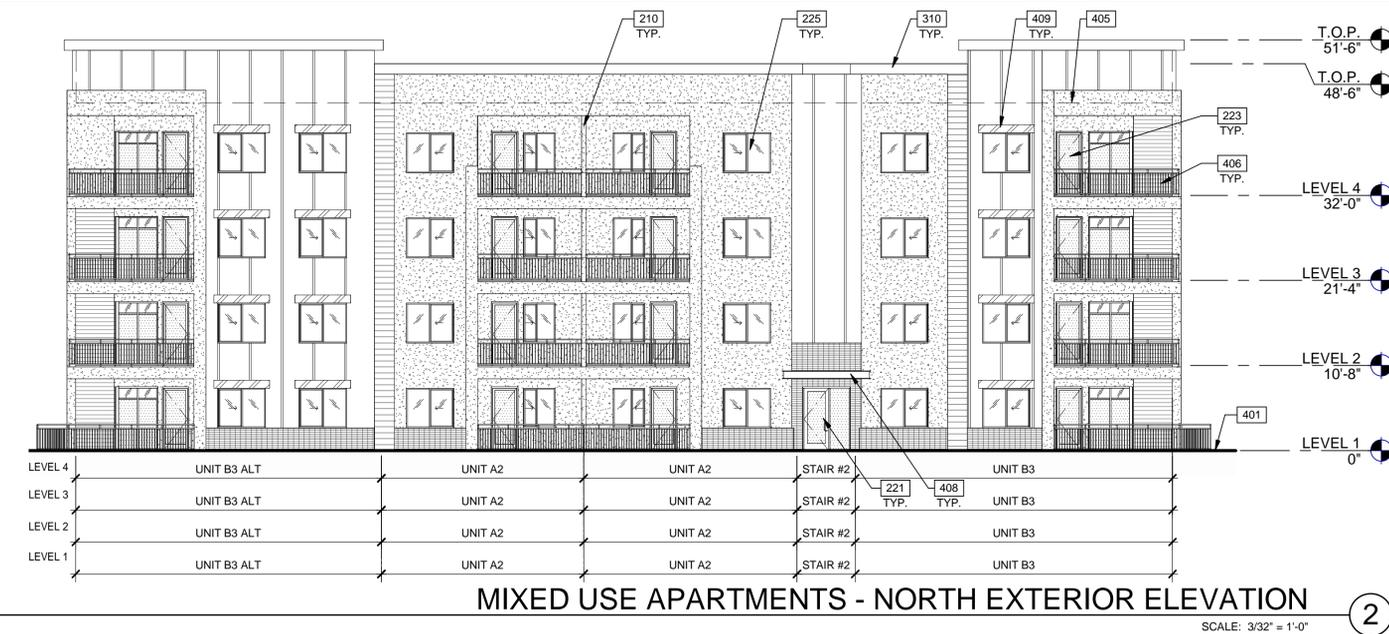 210
TYP.
225
TYP.
310
TYP.
409
TYP.
405
T.O.P.
51'-6"
T.O.P.
48'-6"
223
TYP.
406
TYP.
LEVEL 4
32'-0"
LEVEL 3
21'-4"
LEVEL 2
10'-8"
401
LEVEL 1
0"
LEVEL 4 UNIT B3 ALT UNIT A2 UNIT A2 STAIR #2 UNIT B3
221
TYP.
408
TYP.
LEVEL 3 UNIT B3 ALT UNIT A2 UNIT A2 STAIR #2 UNIT B3
LEVEL 2 UNIT B3 ALT UNIT A2 UNIT A2 STAIR #2 UNIT B3
LEVEL 1 UNIT B3 ALT UNIT A2 UNIT A2 STAIR #2 UNIT B3
MIXED USE APARTMENTS - NORTH EXTERIOR ELEVATION
2
SCALE: 3/32" = 1'-0"